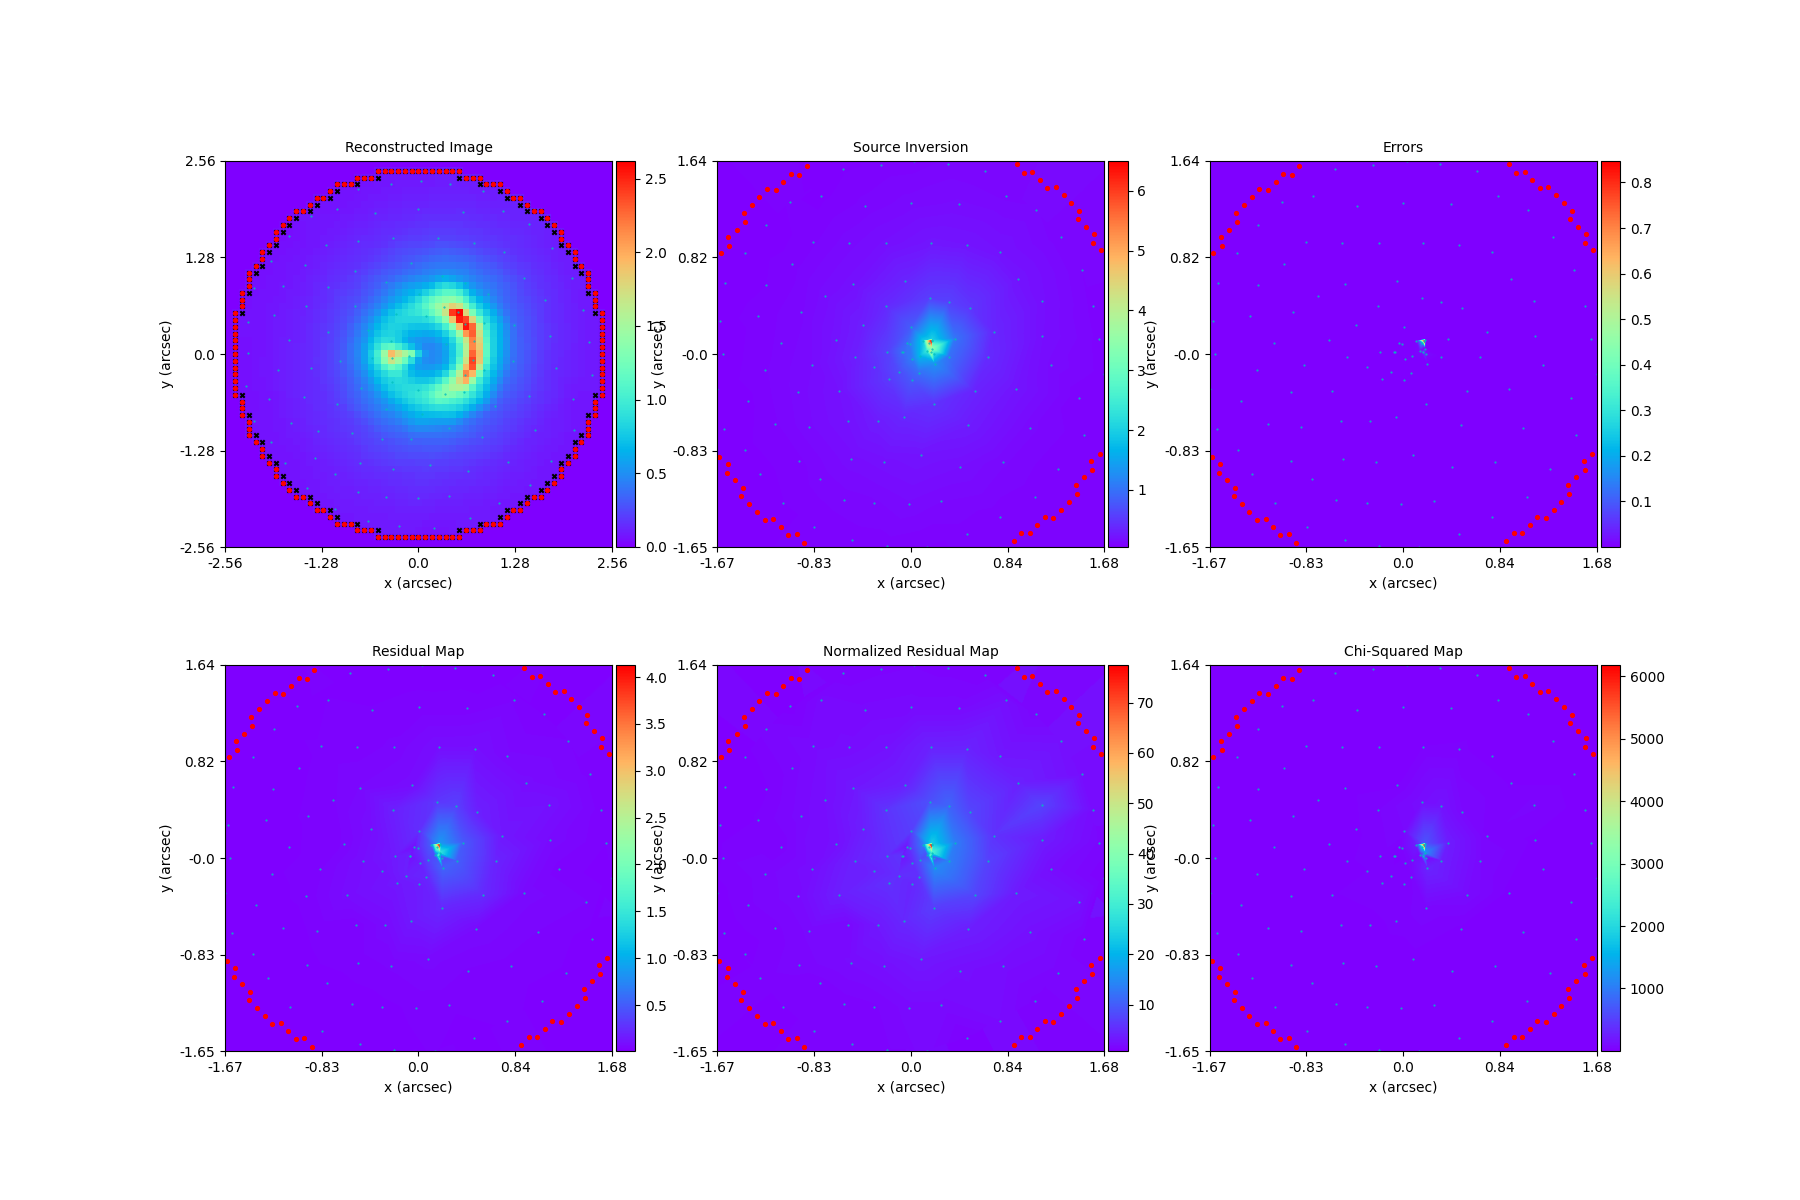 Reconstructed Image
2.56
1.28
0.0
-1.28
-2.56
y (arcsec)
-2.56 -1.28 0.0 1.28 2.56
x (arcsec)
2.5
2.0
1.5
1.0
0.5
0.0
Source Inversion
1.64
0.82
-0.0
-0.83
-1.65
y (arcsec)
-1.67 -0.83 0.0 0.84 1.68
x (arcsec)
6
5
4
3
2
1
Errors
1.64
0.82
-0.0
-0.83
-1.65
y (arcsec)
-1.67 -0.83 0.0 0.84 1.68
x (arcsec)
0.8
0.7
0.6
0.5
0.4
0.3
0.2
0.1
Residual Map
1.64
0.82
-0.0
-0.83
-1.65
y (arcsec)
-1.67 -0.83 0.0 0.84 1.68
x (arcsec)
4.0
3.5
3.0
2.5
2.0
1.5
1.0
0.5
Normalized Residual Map
1.64
0.82
-0.0
-0.83
-1.65
y (arcsec)
-1.67 -0.83 0.0 0.84 1.68
x (arcsec)
70
60
50
40
30
20
10
Chi-Squared Map
1.64
0.82
-0.0
-0.83
-1.65
y (arcsec)
-1.67 -0.83 0.0 0.84 1.68
x (arcsec)
6000
5000
4000
3000
2000
1000